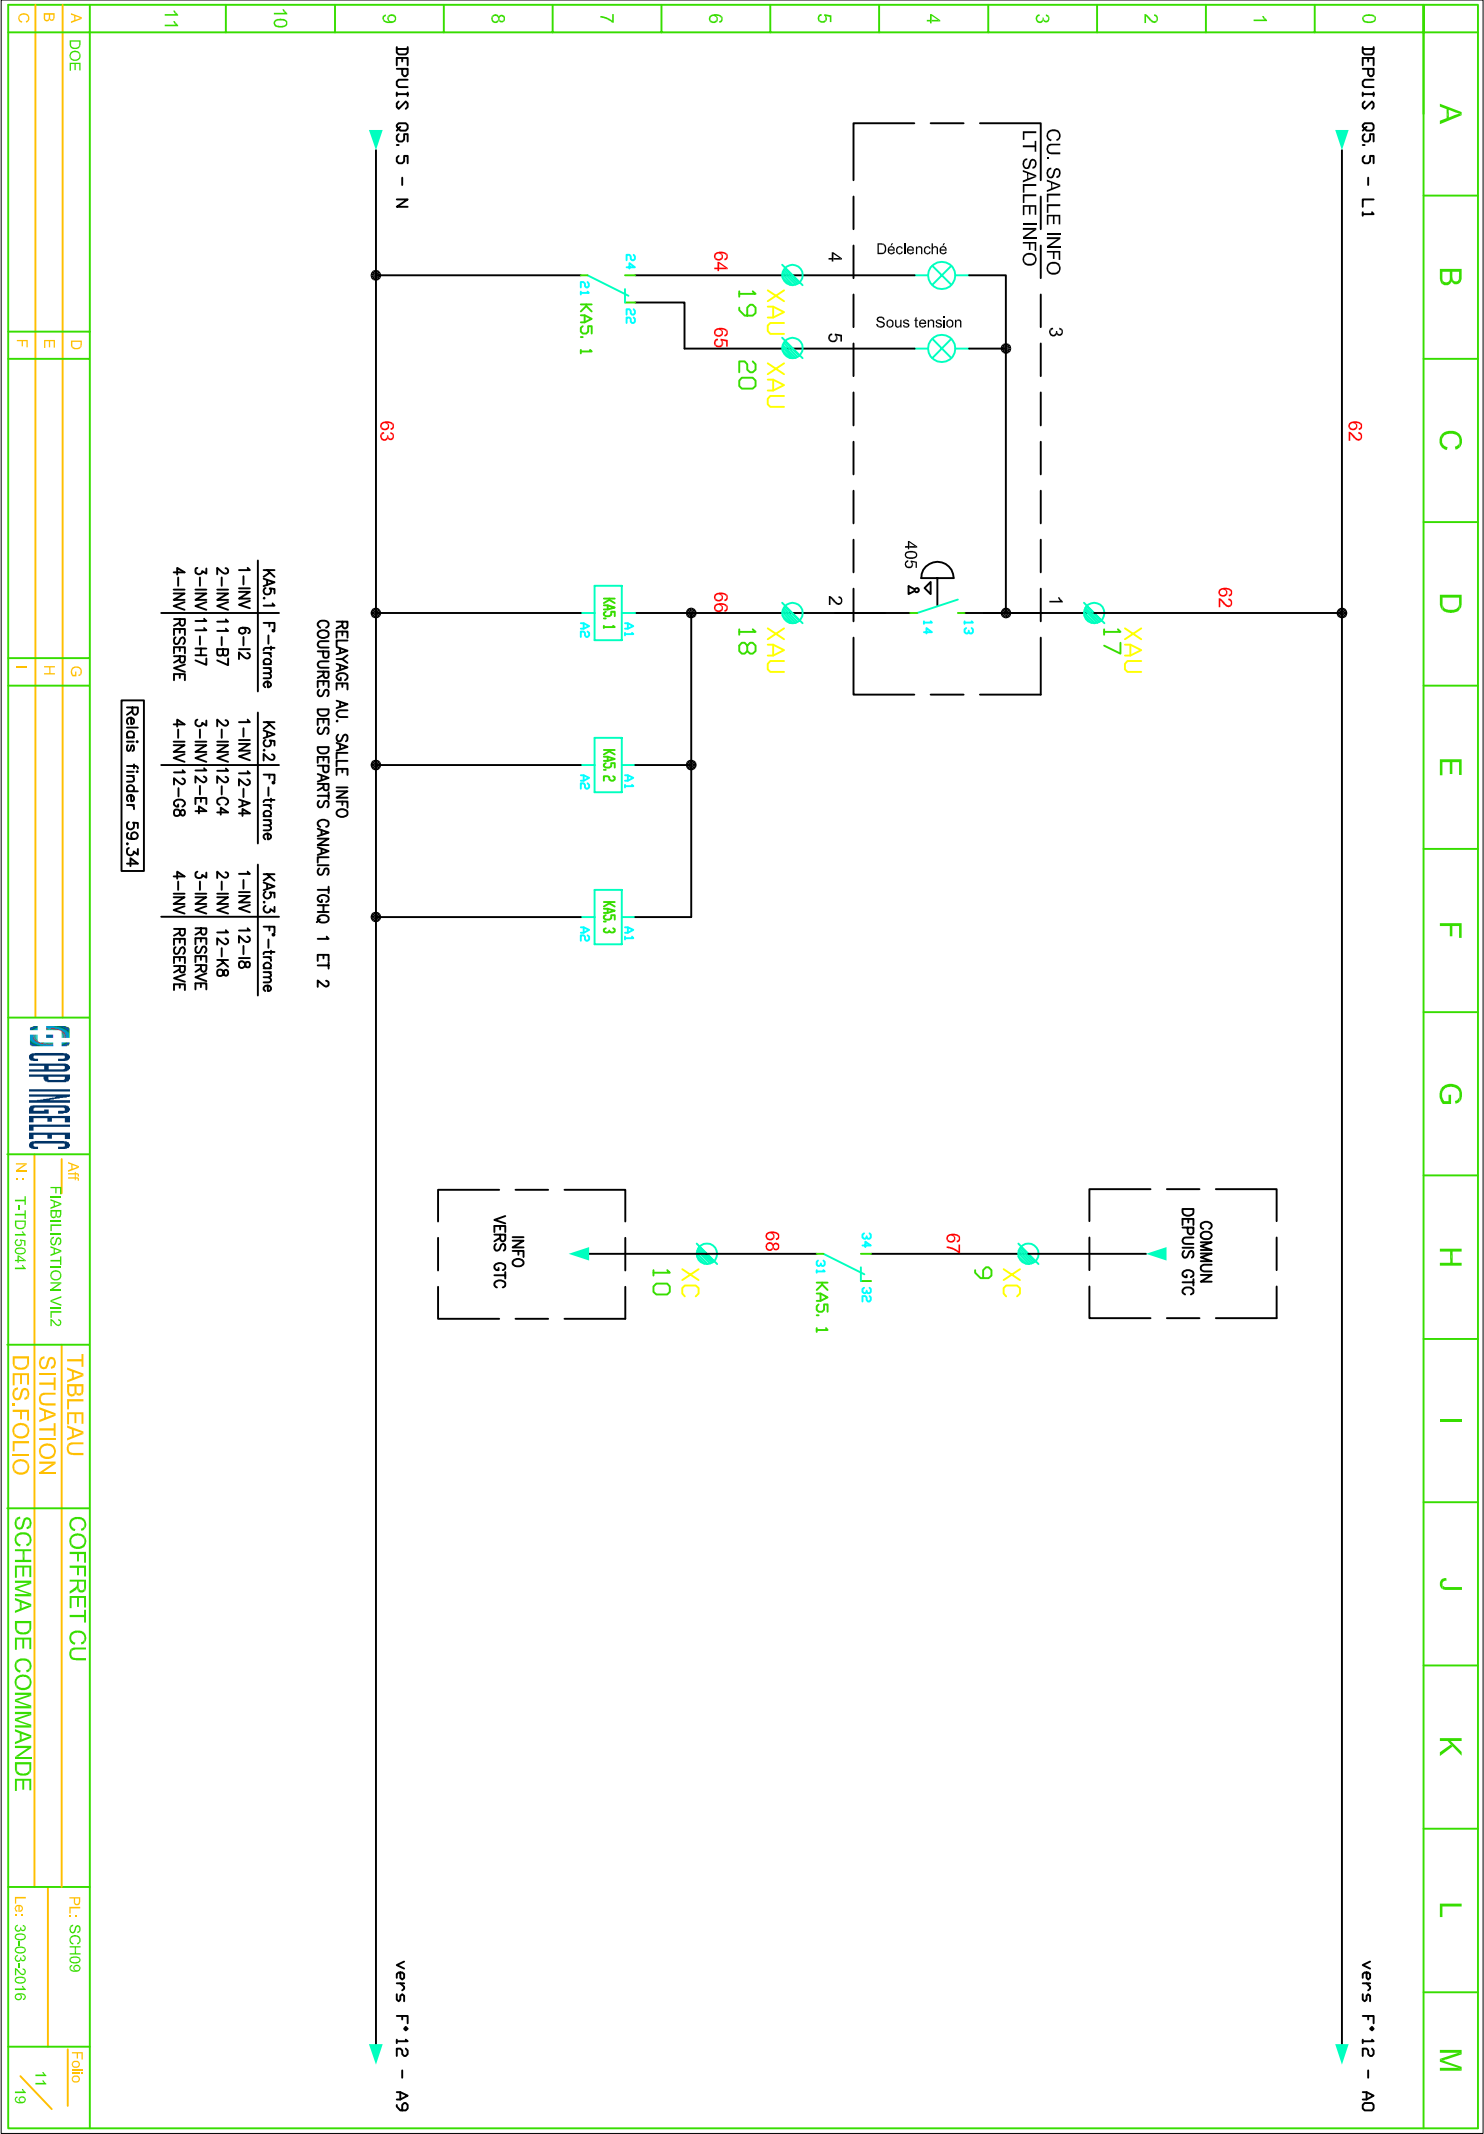 A B C D E F G H I J K L M
0
1
2
3
4
5
6
7
8
9
10
11
DEPUIS Q5.5 - L1
62
vers F°12 - A0
XAU
17
62
CU. SALLE INFO
LT SALLE INFO
3
1
Déclenché
Sous tension
405
13
14
4
5
2
XAU
19
XAU
20
XAU
18
64
65
66
24
22
21
KA5.1
KA5.1
A1
A2
KA5.2
A1
A2
KA5.3
A1
A2
COMMUN
DEPUIS GTC
XC
9
67
34
32
31
KA5.1
68
XC
10
INFO
VERS GTC
DEPUIS Q5.5 - N
63
vers F°12 - A9
RELAYAGE AU. SALLE INFO
COUPURES DES DEPARTS CANALIS TGHQ 1 ET 2
KA5.1 F°-trame
1-INV 6-I2
2-INV 11-B7
3-INV 11-H7
4-INV RESERVE
KA5.2 F°-trame
1-INV 12-A4
2-INV 12-C4
3-INV 12-E4
4-INV 12-G8
KA5.3 F°-trame
1-INV 12-I8
2-INV 12-K8
3-INV RESERVE
4-INV RESERVE
Relais finder 59.34
A DOE
B
C
D
E
F
G
H
I
CAP INGELEC
Aff
FIABILISATION VIL2
N: T-TD15041
TABLEAU
SITUATION
DES.FOLIO
COFFRET CU
SCHEMA DE COMMANDE
PL: SCH09
Le: 30-03-2016
Folio
11
19